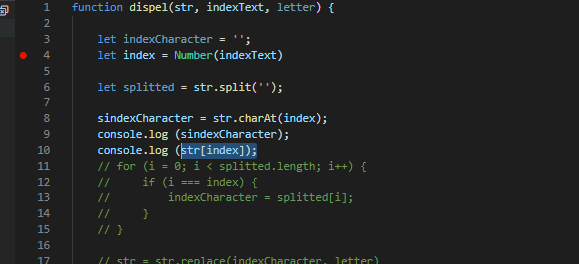 1 function dispel(str, indexText, letter) {
2
3     let indexCharacter = '';
4     let index = Number(indexText)
5
6     let splitted = str.split('');
7
8     sindexCharacter = str.charAt(index);
9     console.log (sindexCharacter);
10     console.log (str[index]);
11     // for (i = 0; i < splitted.length; i++) {
12     //     if (i === index) {
13     //         indexCharacter = splitted[i];
14     //     }
15     // }
16
17     // str = str.replace(indexCharacter, letter)